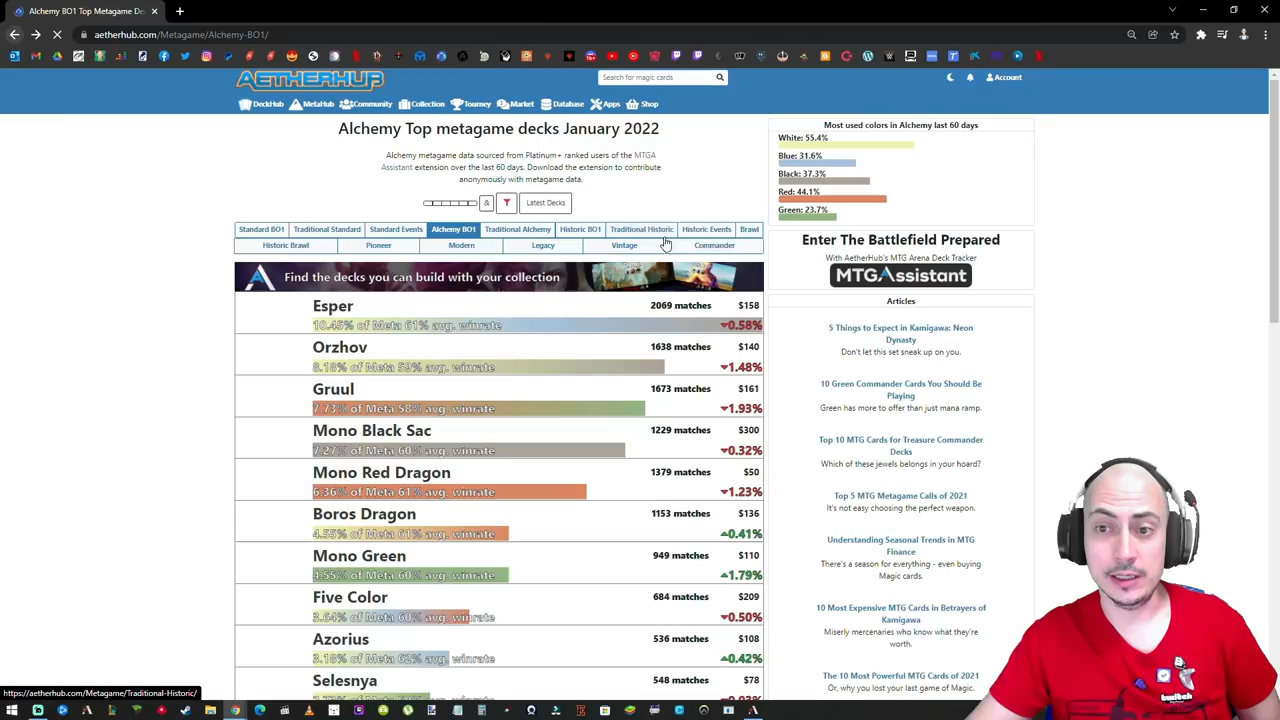 Alchemy BO1 Top metagame Dec
aetherhub.com/Metagame/Alchemy-BO1/
AETHERHUB
Search for magic cards
Account
DeckHub
MetaHub
Community
Collection
Tourney
Market
Database
Apps
Shop
Alchemy Top metagame decks January 2022
Alchemy metagame data sourced from Platinum+ ranked users of the MTGA
Assistant extension over the last 60 days. Download the extension to contribute
anonymously with metagame data.
&
Latest Decks
Standard BO1
Traditional Standard
Standard Events
Alchemy BO1
Traditional Alchemy
Historic BO1
Traditional Historic
Historic Events
Brawl
Historic Brawl
Pioneer
Modern
Legacy
Vintage
Commander
Find the decks you can build with your collection
Esper
2069 matches
$158
10.45% of Meta 61% avg. winrate
0.58%
Orzhov
1638 matches
$140
8.18% of Meta 59% avg. winrate
1.48%
Gruul
1673 matches
$161
7.73% of Meta 58% avg. winrate
1.93%
Mono Black Sac
1229 matches
$300
7.27% of Meta 60% avg. winrate
0.32%
Mono Red Dragon
1379 matches
$50
6.36% of Meta 61% avg. winrate
1.23%
Boros Dragon
1153 matches
$136
4.55% of Meta 61% avg. winrate
0.41%
Mono Green
949 matches
$110
4.55% of Meta 60% avg. winrate
1.79%
Five Color
684 matches
$209
3.64% of Meta 60% avg. winrate
0.50%
Azorius
536 matches
$108
3.18% of Meta 62% avg. winrate
0.42%
Selesnya
548 matches
$78
Most used colors in Alchemy last 60 days
White: 55.4%
Blue: 31.6%
Black: 37.3%
Red: 44.1%
Green: 23.7%
Enter The Battlefield Prepared
With AetherHub's MTG Arena Deck Tracker
MTGAssistant
Articles
5 Things to Expect in Kamigawa: Neon
Dynasty
Don't let this set sneak up on you.
10 Green Commander Cards You Should Be
Playing
Green has more to offer than just mana ramp.
Top 10 MTG Cards for Treasure Commander
Decks
Which of these jewels belongs in your hoard?
Top 5 MTG Metagame Calls of 2021
It's not easy choosing the perfect weapon.
Understanding Seasonal Trends in MTG
Finance
There's a season for everything - even buying
Magic cards.
10 Most Expensive MTG Cards in Betrayers of
Kamigawa
Miserly mercenaries who know what they're
worth.
The 10 Most Powerful MTG Cards of 2021
Or, why you lost your last game of Magic.
https://aetherhub.com/Metagame/Traditional-Historic/